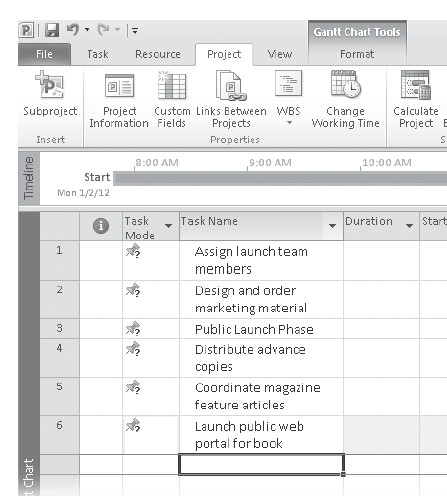 Gantt Chart Tools
File Task Resource Project View Format
Subproject Project Information Custom Fields Links Between Projects WBS Change Working Time Calculate Project
Insert Properties S
Timeline
8:00 AM 9:00 AM 10:00 AM
Start
Mon 1/2/12
Task Mode Task Name Duration Start
1 Assign launch team
members
2 Design and order
marketing material
3 Public Launch Phase
4 Distribute advance
copies
5 Coordinate magazine
feature articles
6 Launch public web
portal for book
t Chart